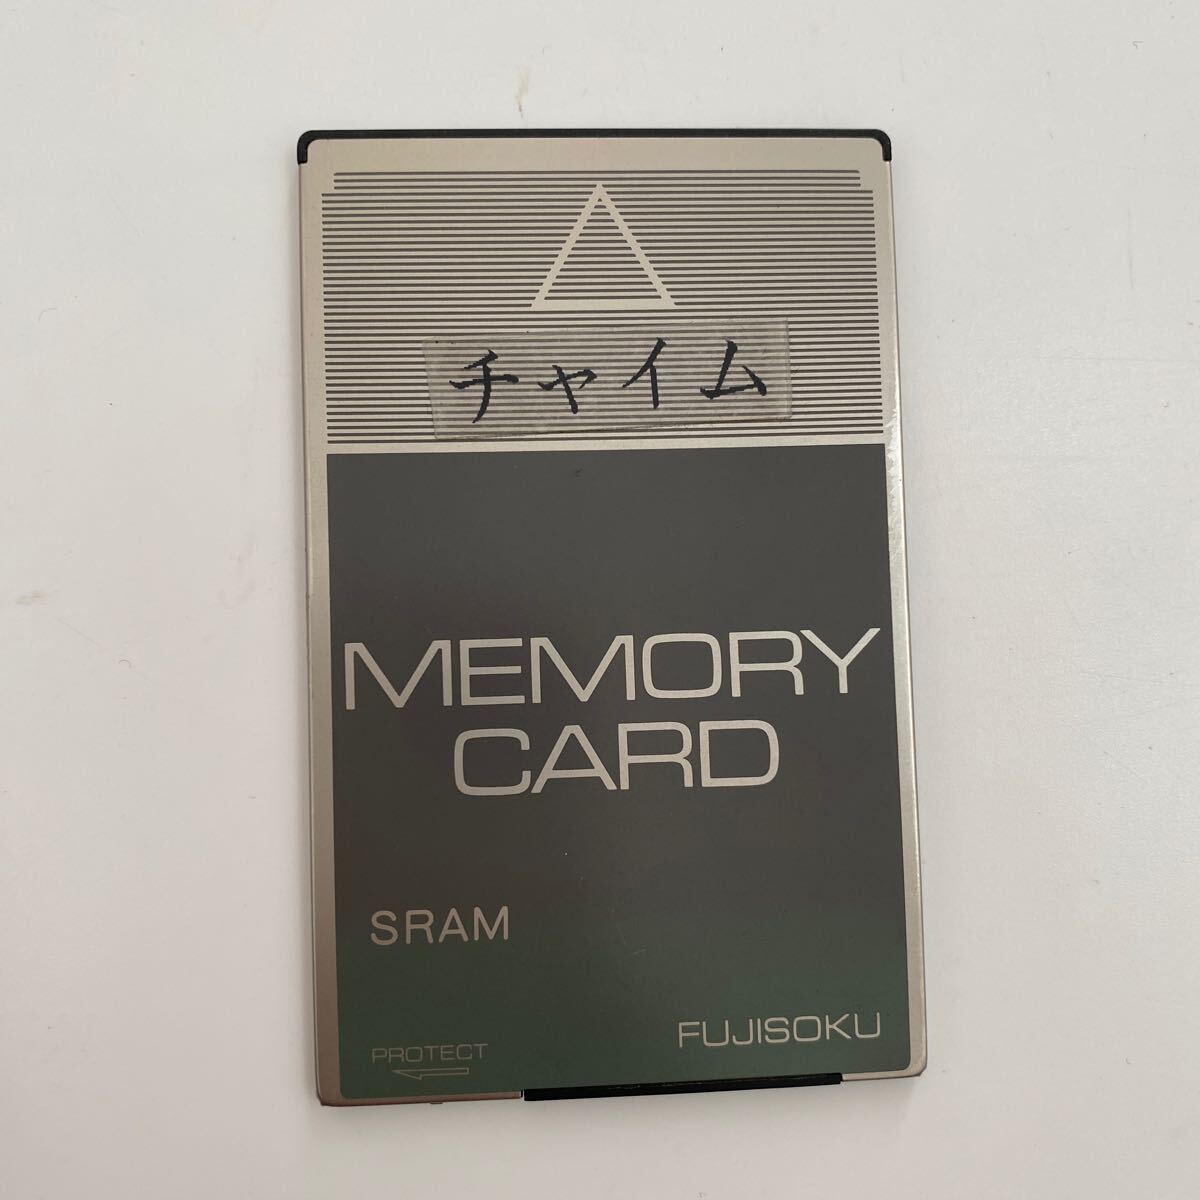 チャイム
MEMORY
CARD
SRAM
FUJISOKU
PROTECT